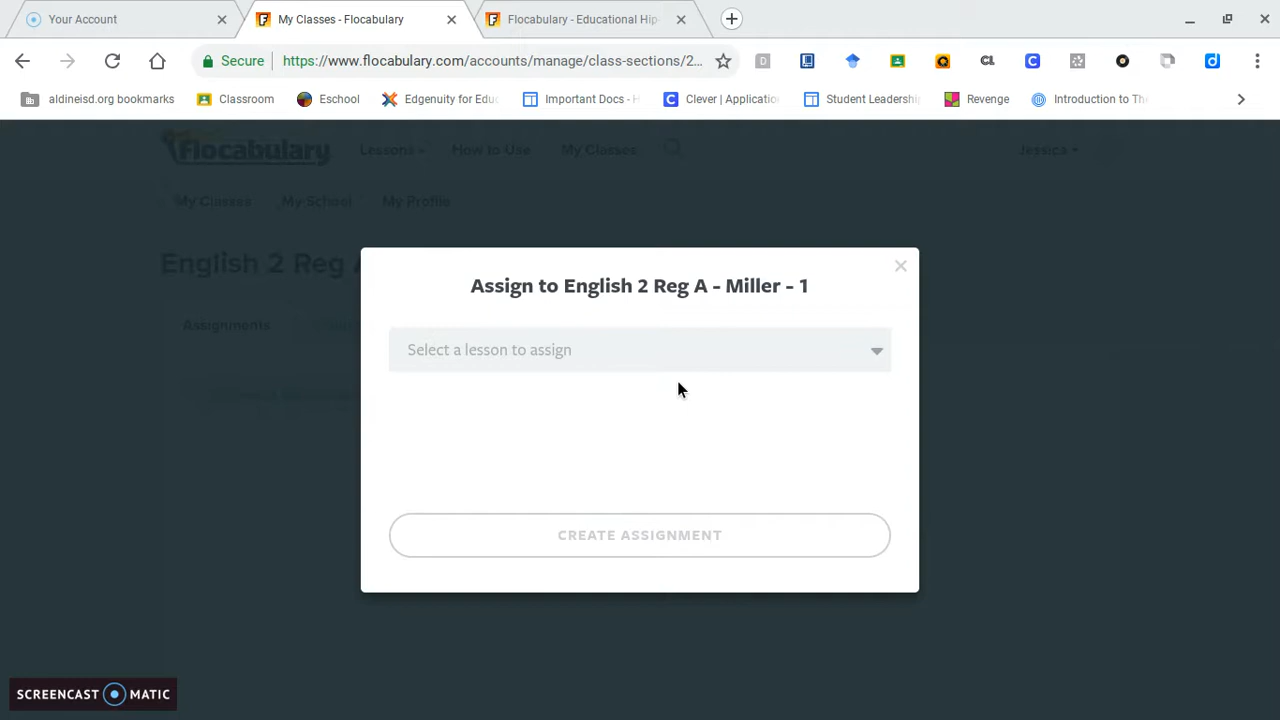 Your Account
My Classes - Flocabulary
Flocabulary - Educational Hip
Secure
https://www.flocabulary.com/accounts/manage/class-sections/2...
aldineisd.org bookmarks
Classroom
Eschool
Edgenuity for Edu
Important Docs - H
Clever | Applicatio
Student Leadershi
Revenge
Introduction to Th
Flocabulary
Lessons
How to Use
My Classes
Jessica
My Classes
My School
My Profile
English 2 Reg A
Assignments
Assign to English 2 Reg A - Miller - 1
Select a lesson to assign
CREATE ASSIGNMENT
SCREENCAST MATIC